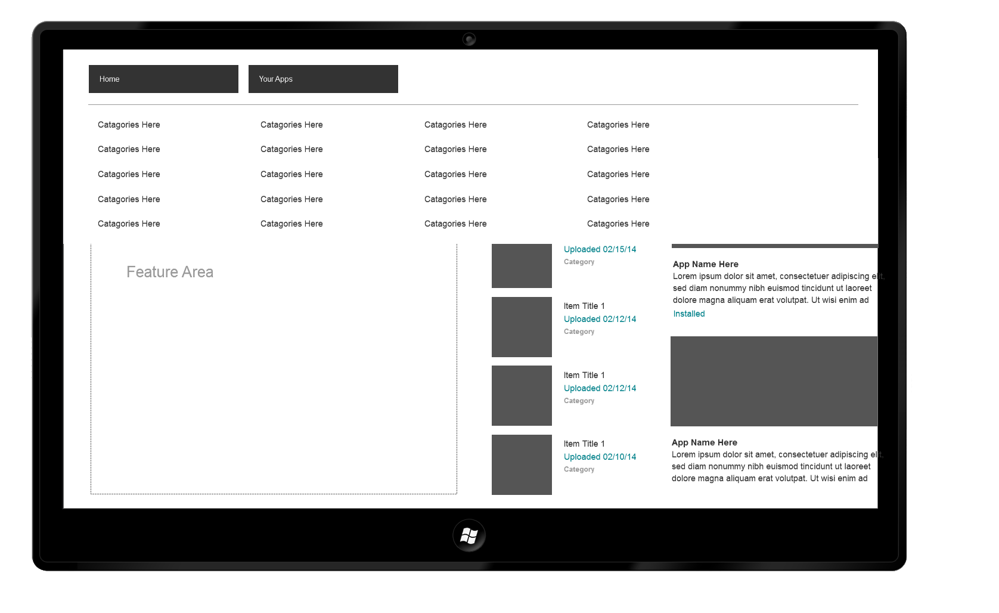 Home
Your Apps
Catagories Here Catagories Here Catagories Here Catagories Here
Catagories Here Catagories Here Catagories Here Catagories Here
Catagories Here Catagories Here Catagories Here Catagories Here
Catagories Here Catagories Here Catagories Here Catagories Here
Catagories Here Catagories Here Catagories Here Catagories Here
Feature Area
Uploaded 02/15/14
Category
Item Title 1
Uploaded 02/12/14
Category
Item Title 1
Uploaded 02/12/14
Category
Item Title 1
Uploaded 02/10/14
Category
App Name Here
Lorem ipsum dolor sit amet, consectetuer adipiscing elit,
sed diam nonummy nibh euismod tincidunt ut laoreet
dolore magna aliquam erat volutpat. Ut wisi enim ad
Installed
App Name Here
Lorem ipsum dolor sit amet, consectetuer adipiscing elit,
sed diam nonummy nibh euismod tincidunt ut laoreet
dolore magna aliquam erat volutpat. Ut wisi enim ad